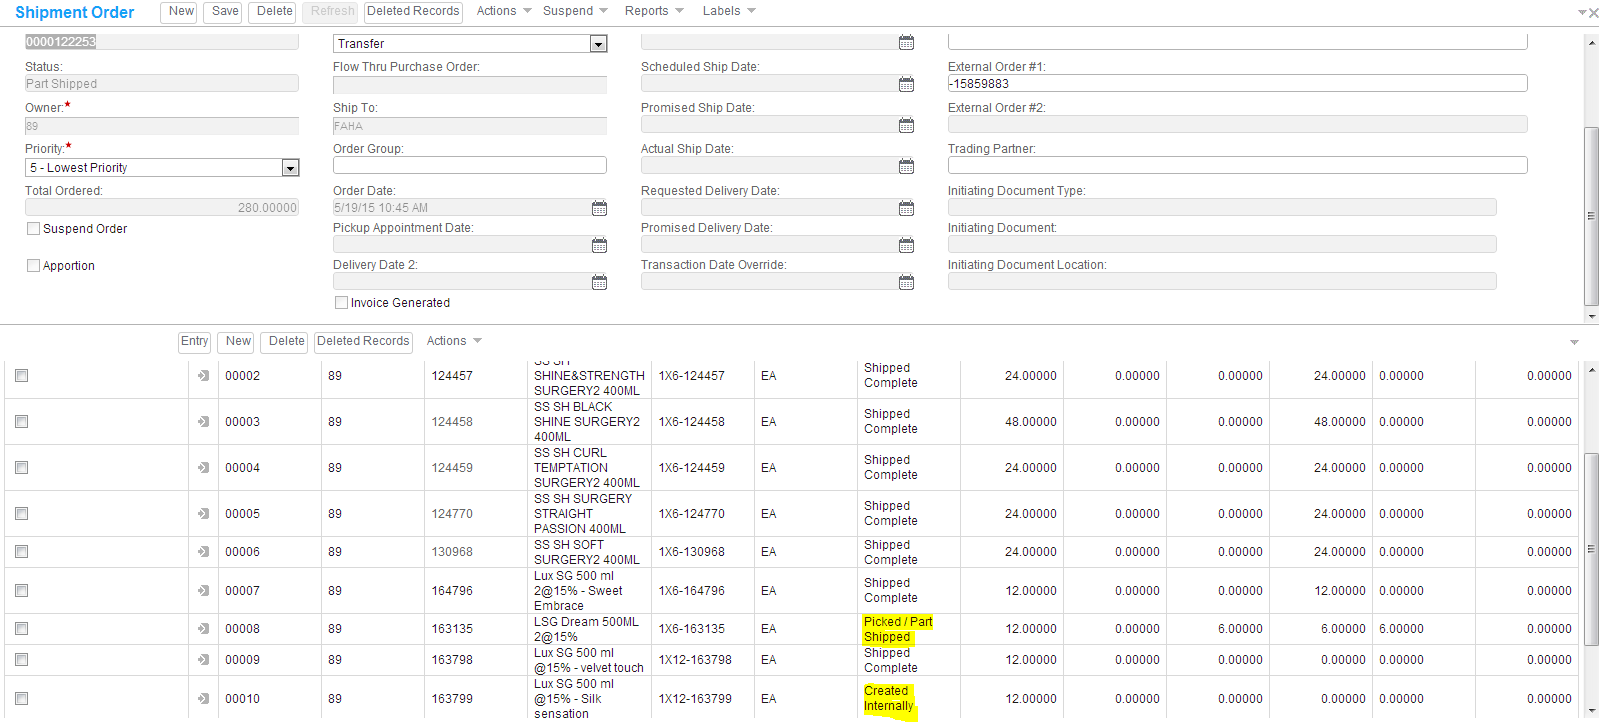 Shipment Order New Save Delete Refresh Deleted Records Actions Suspend Reports Labels
0000122253 Transfer
Status: Flow Thru Purchase Order: Scheduled Ship Date: External Order #1:
Part Shipped -15859883
Owner:* Ship To: Promised Ship Date: External Order #2:
89 FAHA
Priority:* Order Group: Actual Ship Date: Trading Partner:
5 - Lowest Priority
Total Ordered: Order Date: Requested Delivery Date: Initiating Document Type:
280.00000 5/19/15 10:45 AM
Suspend Order Pickup Appointment Date: Promised Delivery Date: Initiating Document:
Apportion Delivery Date 2: Transaction Date Override: Initiating Document Location:
Invoice Generated
Entry New Delete Deleted Records Actions
SS SH
SHINE&STRENGTH
SURGERY2 400ML
00002 89 124457 1X6-124457 EA Shipped
Complete
24.00000 0.00000 0.00000 24.00000 0.00000 0.00000
00003 89 124458 SS SH BLACK
SHINE SURGERY2
400ML
1X6-124458 EA Shipped
Complete
48.00000 0.00000 0.00000 48.00000 0.00000 0.00000
00004 89 124459 SS SH CURL
TEMPTATION
SURGERY2 400ML
1X6-124459 EA Shipped
Complete
24.00000 0.00000 0.00000 24.00000 0.00000 0.00000
00005 89 124770 SS SH SURGERY
STRAIGHT
PASSION 400ML
1X6-124770 EA Shipped
Complete
24.00000 0.00000 0.00000 24.00000 0.00000 0.00000
00006 89 130968 SS SH SOFT
SURGERY2 400ML
1X6-130968 EA Shipped
Complete
24.00000 0.00000 0.00000 24.00000 0.00000 0.00000
00007 89 164796 Lux SG 500 ml
2@15% - Sweet
Embrace
1X6-164796 EA Shipped
Complete
12.00000 0.00000 0.00000 12.00000 0.00000 0.00000
00008 89 163135 LSG Dream 500ML
2@15%
1X6-163135 EA Picked / Part
Shipped
12.00000 0.00000 6.00000 6.00000 6.00000 0.00000
00009 89 163798 Lux SG 500 ml
@15% - velvet touch
1X12-163798 EA Shipped
Complete
12.00000 0.00000 0.00000 0.00000 0.00000 0.00000
00010 89 163799 Lux SG 500 ml
@15% - Silk
sensation
1X12-163799 EA Created
Internally
12.00000 0.00000 0.00000 0.00000 0.00000 0.00000